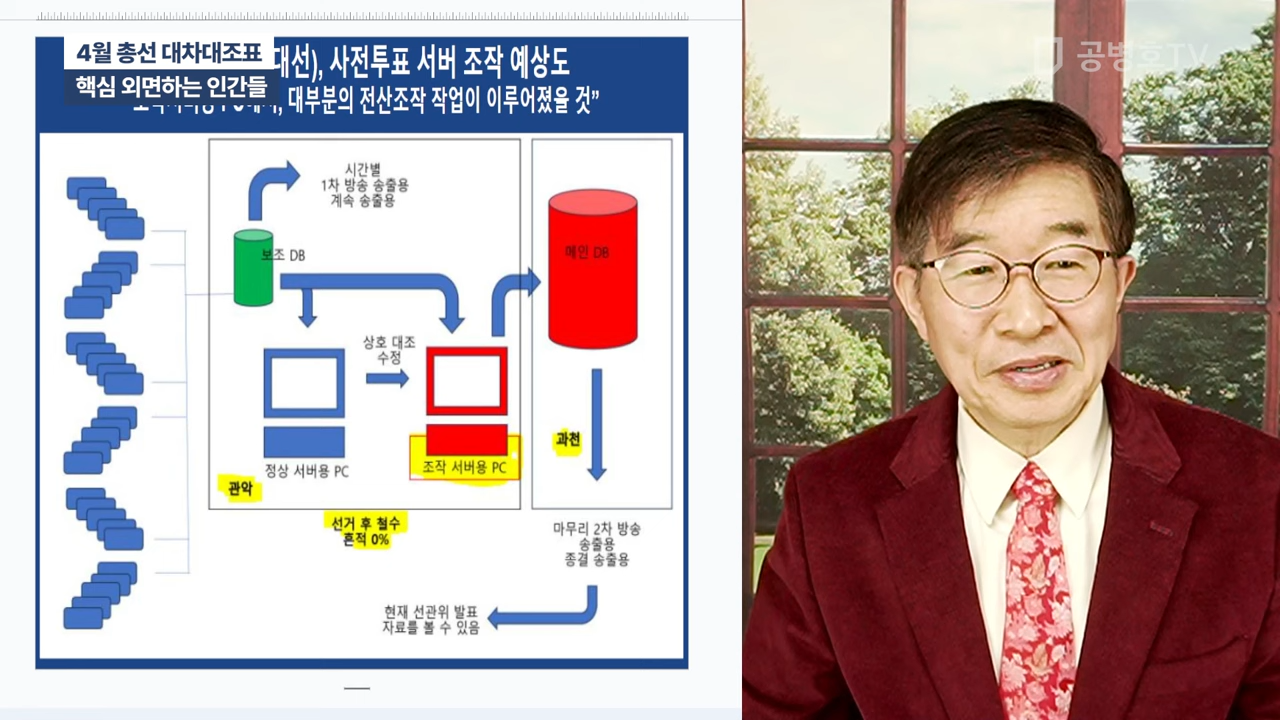 4월 총선 대차대조표
핵심 외면하는 인간들
대선), 사전투표 서버 조작 예상도
대부분의 전산조작 작업이 이루어졌을 것”
공병호TV
시간별
1차 방송 송출용
계속 송출용
보조 DB
메인 DB
상호 대조
수정
정상 서버용 PC
조작 서버용 PC
관악
과천
선거 후 철수
흔적 0%
마무리 2차 방송
송출용
종결 송출용
현재 선관위 발표
자료를 볼 수 있음